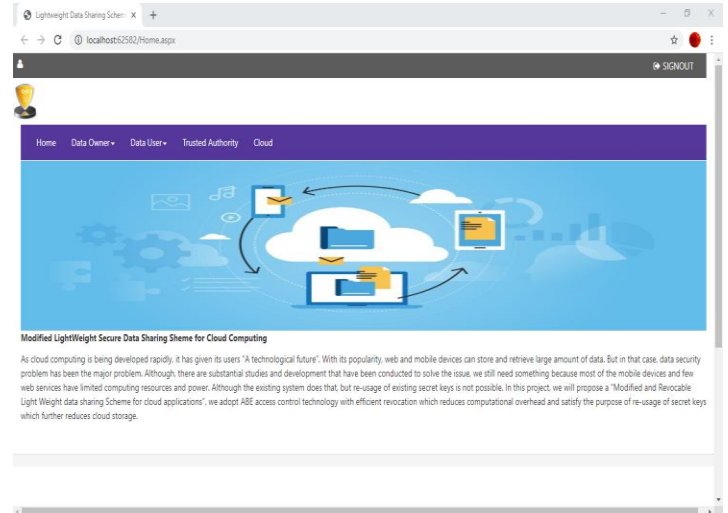 Lightweight Data Sharing Schem
localhost:62582/Home.aspx
SIGNOUT
Home Data Owner Data User Trusted Authority Cloud
Modified LightWeight Secure Data Sharing Sheme for Cloud Computing
As cloud computing is being developed rapidly, it has given its users "A technological future". With its popularity, web and mobile devices can store and retrieve large amount of data. But in that case, data security
problem has been the major problem. Although, there are substantial studies and development that have been conducted to solve the issue, we still need something because most of the mobile devices and few
web services have limited computing resources and power. Although the existing system does that, but re-usage of existing secret keys is not possible. In this project, we will propose a "Modified and Revocable
Light Weight data sharing Scheme for cloud applications", we adopt ABE access control technology with efficient revocation which reduces computational overhead and satisfy the purpose of re-usage of secret keys
which further reduces cloud storage.